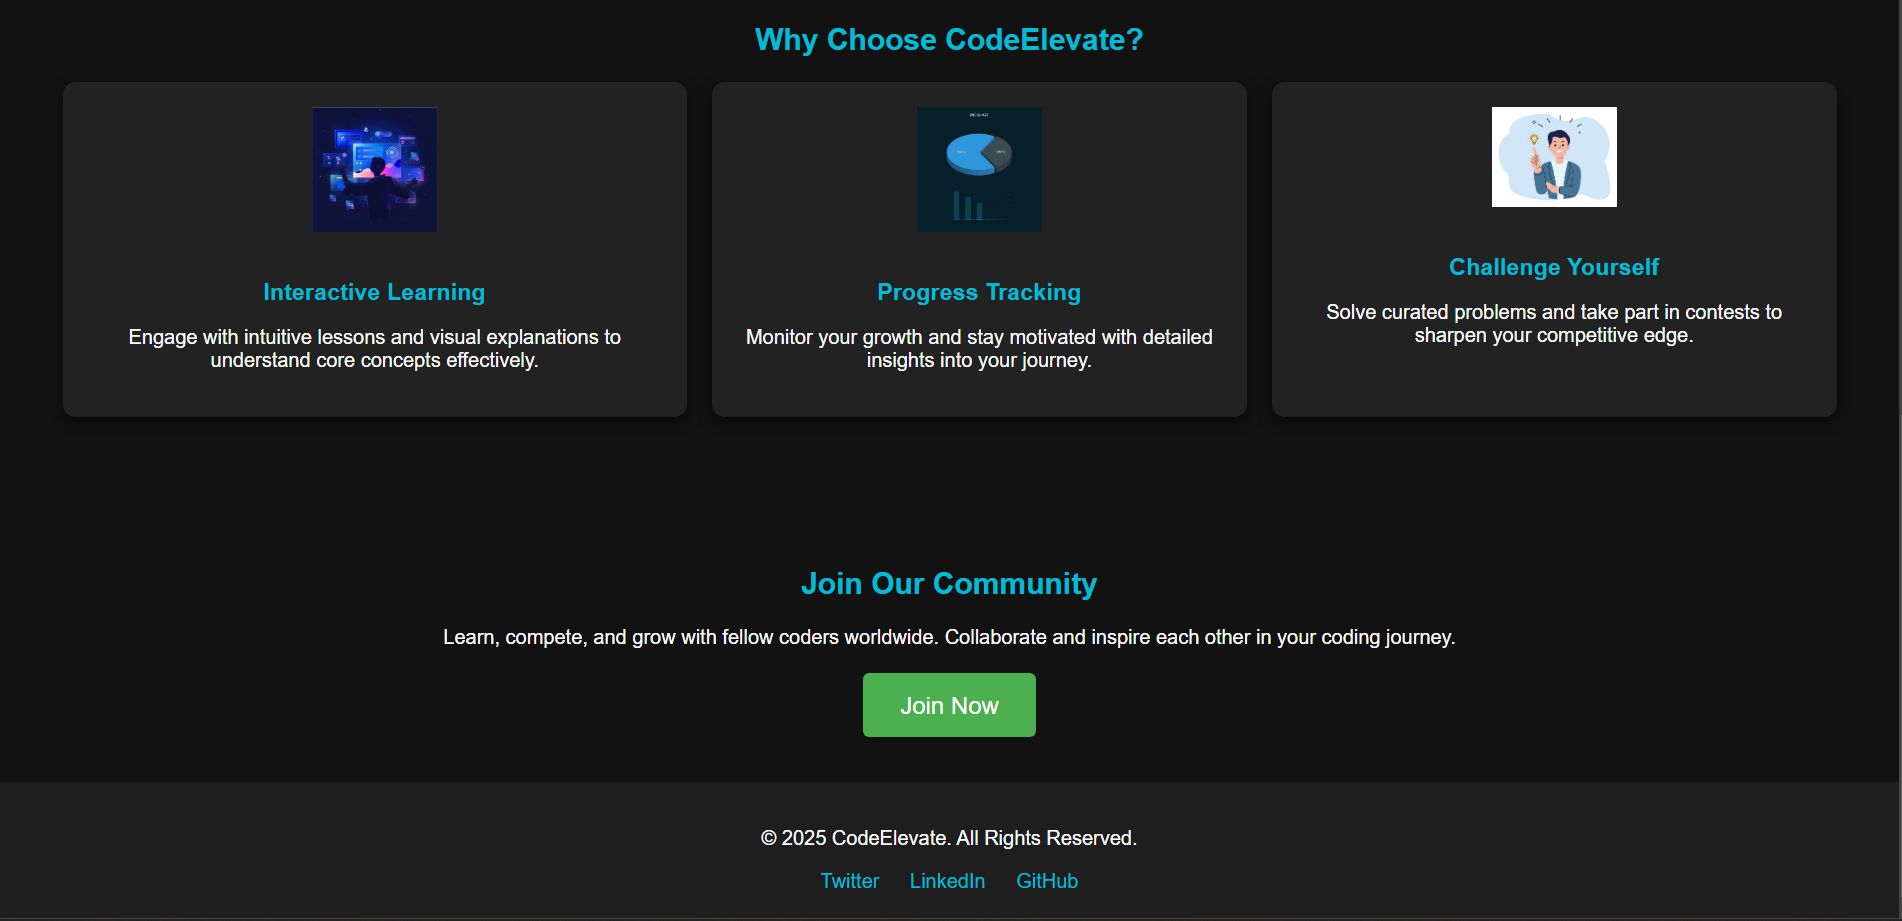 Why Choose CodeElevate?
Interactive Learning
Engage with intuitive lessons and visual explanations to
understand core concepts effectively.
Progress Tracking
Monitor your growth and stay motivated with detailed
insights into your journey.
Challenge Yourself
Solve curated problems and take part in contests to
sharpen your competitive edge.
Join Our Community
Learn, compete, and grow with fellow coders worldwide. Collaborate and inspire each other in your coding journey.
Join Now
© 2025 CodeElevate. All Rights Reserved.
Twitter LinkedIn GitHub